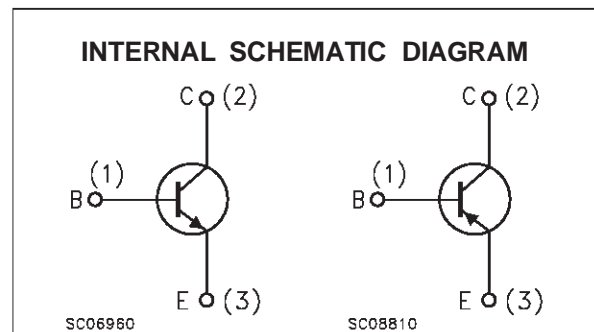 INTERNAL SCHEMATIC DIAGRAM
C (2)
(1)
B
E (3)
SC06960
C (2)
(1)
B
E (3)
SC08810